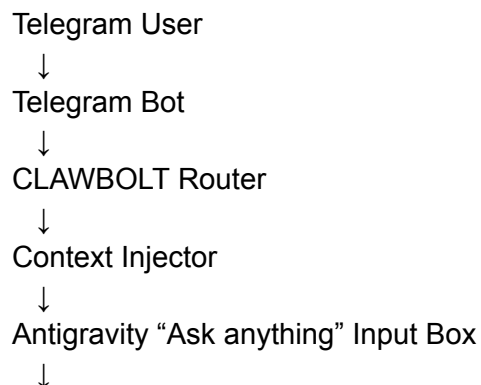 Telegram User
↓
Telegram Bot
↓
CLAWBOLT Router
↓
Context Injector
↓
Antigravity “Ask anything” Input Box
↓